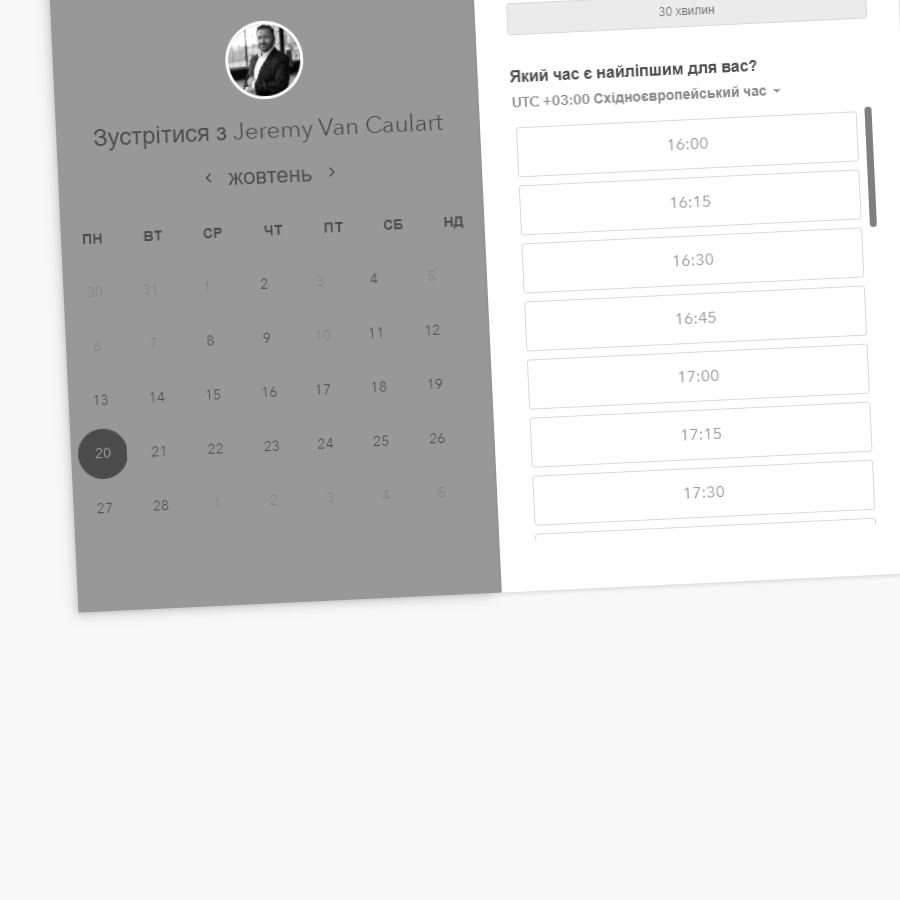 Зустрітися з Jeremy Van Caulart
‹ жовтень ›
ПН ВТ СР ЧТ ПТ СБ НД
30 31 1 2 3 4 5
6 7 8 9 10 11 12
13 14 15 16 17 18 19
20 21 22 23 24 25 26
27 28 1 2 3 4 5
30 хвилин
Який час є найліпшим для вас?
UTC +03:00 Східноєвропейський час
16:00
16:15
16:30
16:45
17:00
17:15
17:30